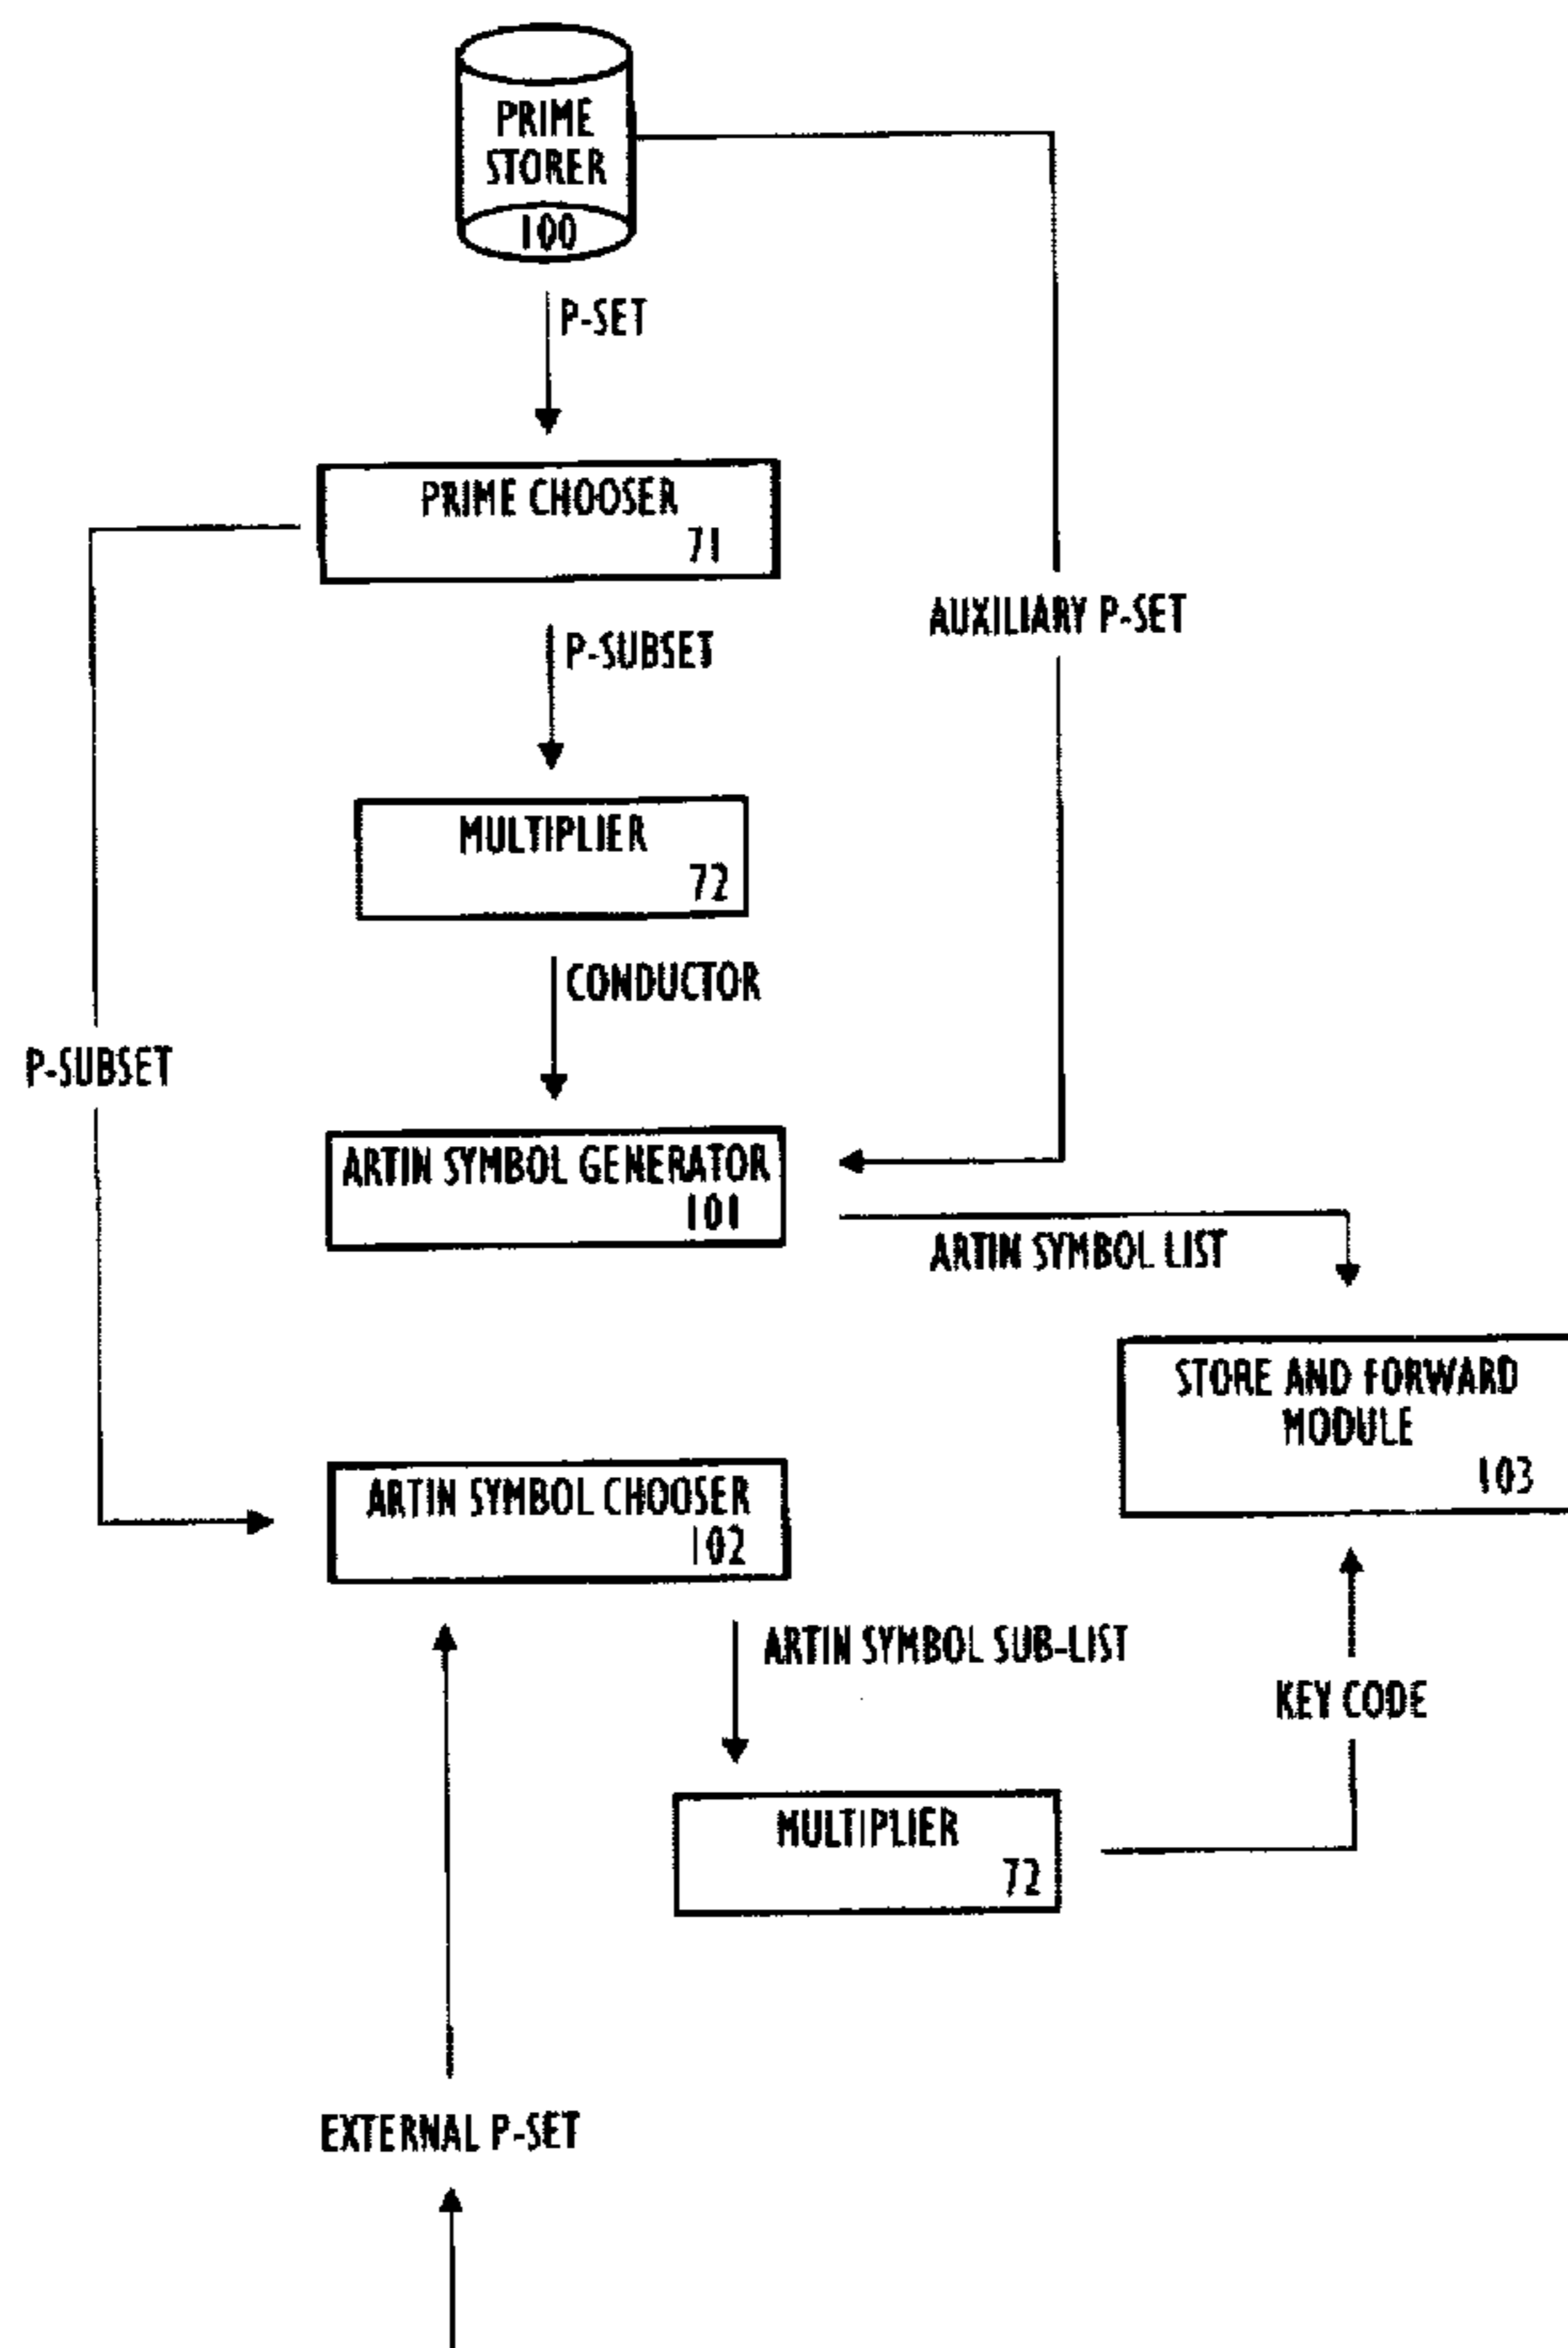 PRIME
STORER
100
P-SET
PRIME CHOOSER
71
AUXILIARY P-SET
P-SUBSET
MULTIPLIER
72
CONDUCTOR
P-SUBSET
ARTIN SYMBOL GENERATOR
101
ARTIN SYMBOL LIST
STORE AND FORWARD
MODULE
103
ARTIN SYMBOL CHOOSER
102
ARTIN SYMBOL SUB-LIST
KEY CODE
MULTIPLIER
72
EXTERNAL P-SET